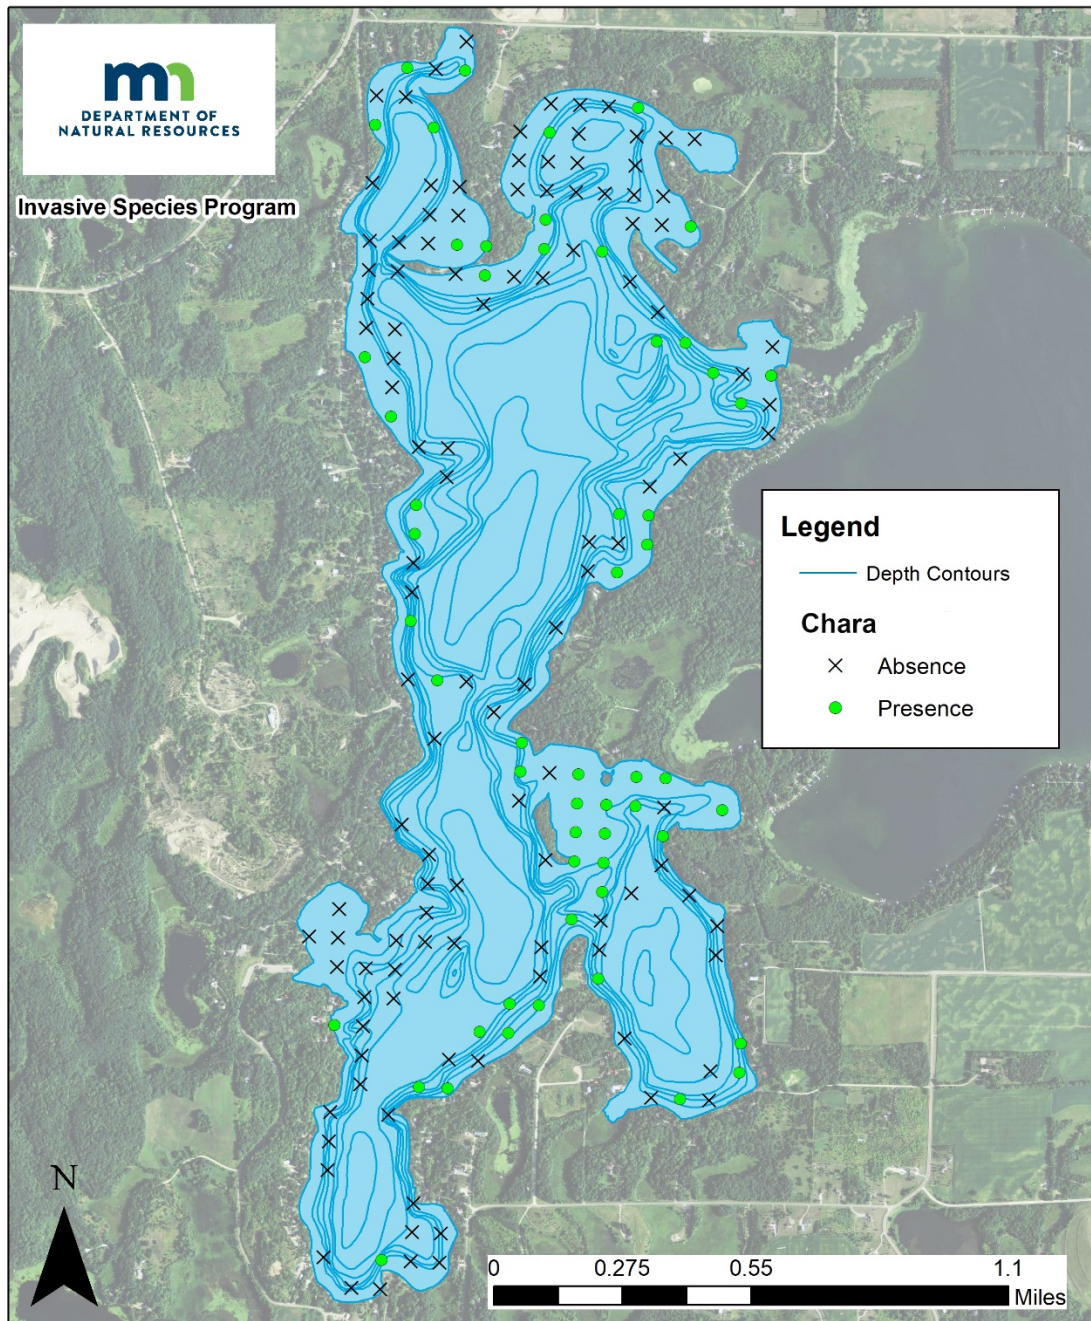 mn
DEPARTMENT OF
NATURAL RESOURCES
Invasive Species Program
Legend
Depth Contours
Chara
Absence
Presence
N
0 0.275 0.55 1.1
Miles